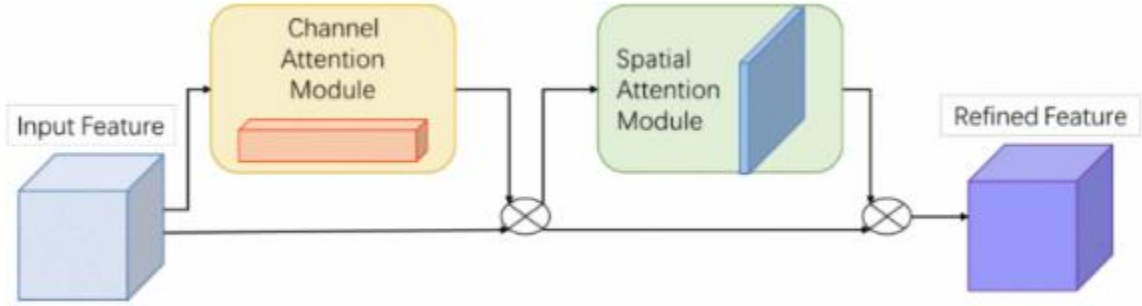 Channel
Attention
Module
Spatial
Attention
Module
Input Feature
Refined Feature